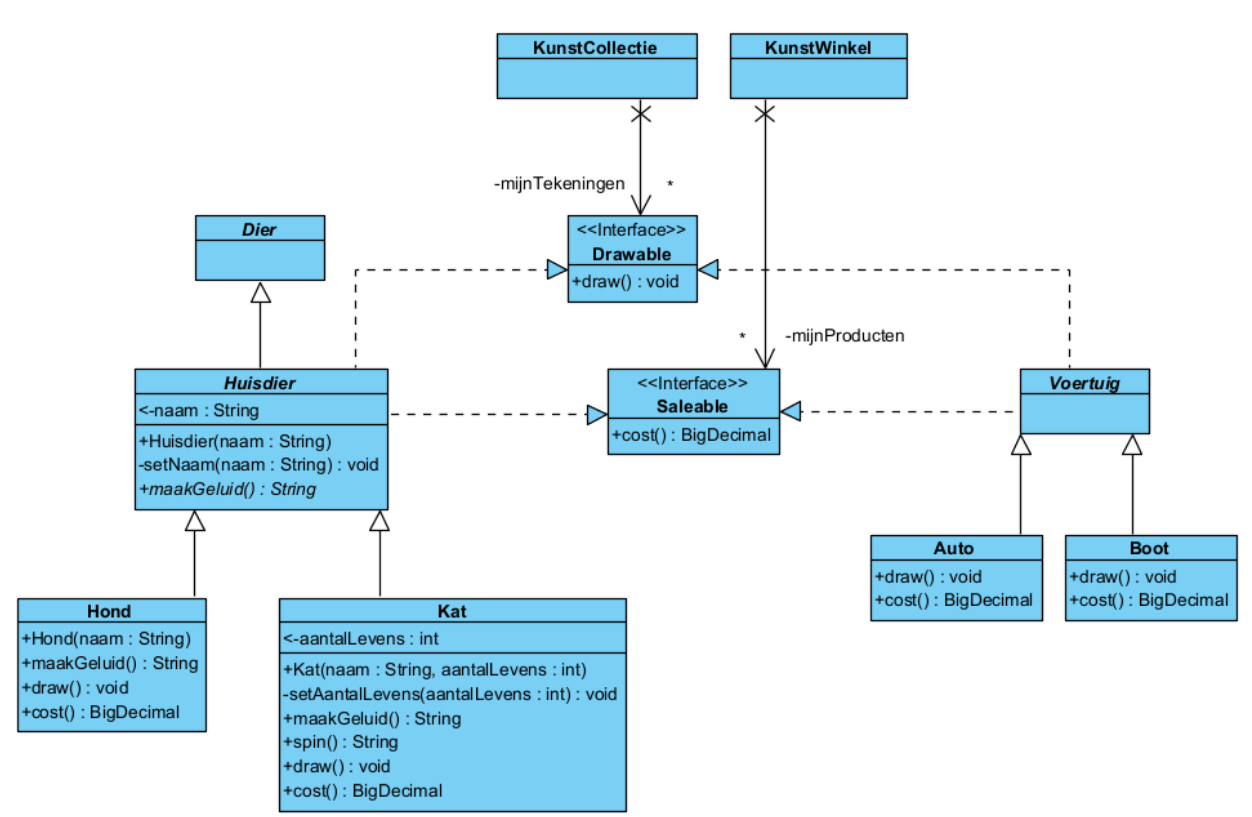 KunstCollectie
KunstWinkel
-mijnTekeningen
*
<<Interface>>
Drawable
+draw() : void
Dier
*
-mijnProducten
Huisdier
<-naam : String
+Huisdier(naam : String)
-setNaam(naam : String) : void
+maakGeluid() : String
<<Interface>>
Saleable
+cost() : BigDecimal
Voertuig
Auto
+draw() : void
+cost() : BigDecimal
Boot
+draw() : void
+cost() : BigDecimal
Hond
+Hond(naam : String)
+maakGeluid() : String
+draw() : void
+cost() : BigDecimal
Kat
<-aantalLevens : int
+Kat(naam : String, aantalLevens : int)
-setAantalLevens(aantalLevens : int) : void
+maakGeluid() : String
+spin() : String
+draw() : void
+cost() : BigDecimal